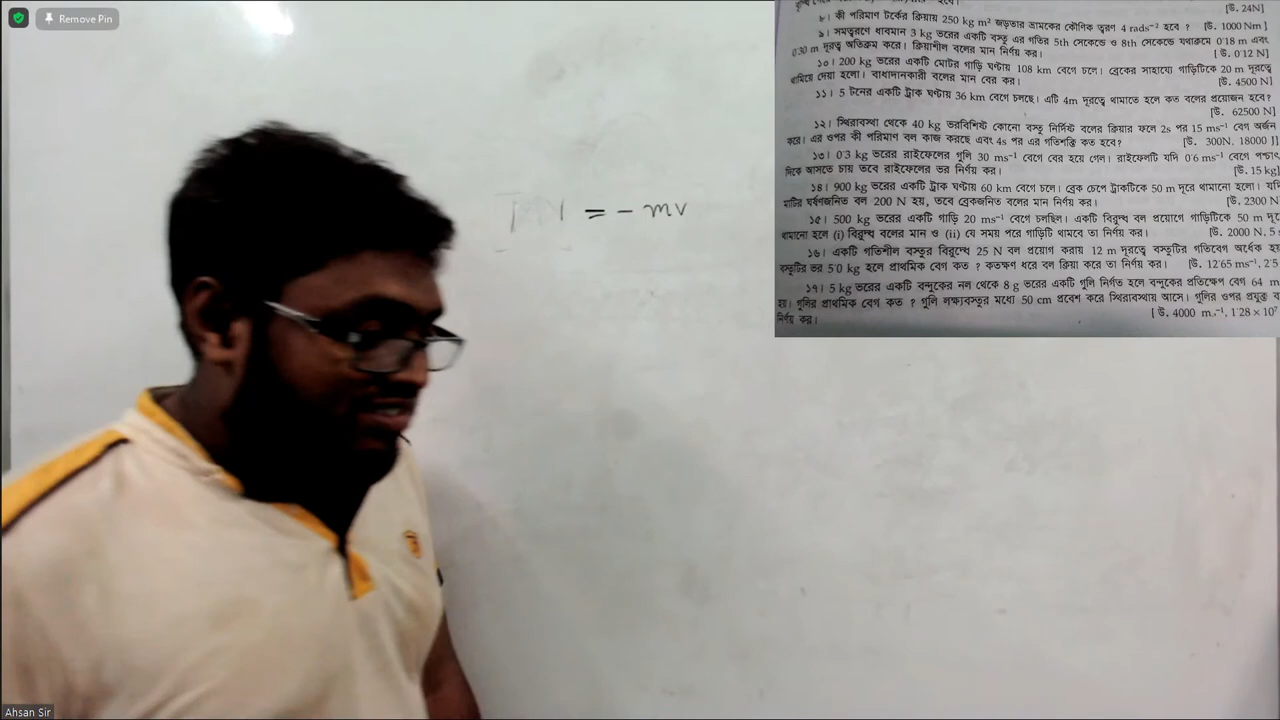 Remove Pin
[উ. 24N]
৮। কী পরিমাণ টর্কের ক্রিয়ায় 250 kg m² জড়তার ভ্রামকের কৌণিক ত্বরণ 4 rads⁻² হবে ? [উ. 1000 Nm]
৯। সমত্বরণে ধাবমান 3 kg ভরের একটি বস্তু এর গতির 5th সেকেন্ডে ও 8th সেকেন্ডে যথাক্রমে 0·18 m এবং
0·30 m দূরত্ব অতিক্রম করে। ক্রিয়াশীল বলের মান নির্ণয় কর। [উ. 0·12 N]
১০। 200 kg ভরের একটি মোটর গাড়ি ঘণ্টায় 108 km বেগে চলে। ব্রেকের সাহায্যে গাড়িটিকে 20 m দূরত্বে
থামিয়ে দেয়া হলো। বাধাদানকারী বলের মান বের কর। [উ. 4500 N]
১১। 5 টনের একটি ট্রাক ঘণ্টায় 36 km বেগে চলছে। এটি 4m দূরত্বে থামাতে হলে কত বলের প্রয়োজন হবে?
[উ. 62500 N]
১২। স্থিরাবস্থা থেকে 40 kg ভরবিশিষ্ট কোনো বস্তু নির্দিষ্ট বলের ক্রিয়ার ফলে 2s পর 15 ms⁻¹ বেগ অর্জন
করে। এর ওপর কী পরিমাণ বল কাজ করছে এবং 4s পর এর গতিশক্তি কত হবে? [উ. 300N. 18000 J]
১৩। 0·3 kg ভরের রাইফেলের গুলি 30 ms⁻¹ বেগে বের হয়ে গেল। রাইফেলটি যদি 0·6 ms⁻¹ বেগে পশ্চাৎ
দিকে আসতে চায় তবে রাইফেলের ভর নির্ণয় কর। [উ. 15 kg]
১৪। 900 kg ভরের একটি ট্রাক ঘণ্টায় 60 km বেগে চলে। ব্রেক চেপে ট্রাকটিকে 50 m দূরে থামানো হলো। যদি
মাটির ঘর্ষণজনিত বল 200 N হয়, তবে ব্রেকজনিত বলের মান নির্ণয় কর। [উ. 2300 N
১৫। 500 kg ভরের একটি গাড়ি 20 ms⁻¹ বেগে চলছিল। একটি বিরুদ্ধ বল প্রয়োগে গাড়িটিকে 50 m দূ
থামানো হলে (i) বিরুদ্ধ বলের মান ও (ii) যে সময় পরে গাড়িটি থামবে তা নির্ণয় কর। [উ. 2000 N, 5
১৬। একটি গতিশীল বস্তুর বিরুদ্ধে 25 N বল প্রয়োগ করায় 12 m দূরত্বে বস্তুটির গতিবেগ অর্ধেক হ
বস্তুটির ভর 5·0 kg হলে প্রাথমিক বেগ কত ? কতক্ষণ ধরে বল ক্রিয়া করে তা নির্ণয় কর। [উ. 12·65 ms⁻¹, 2·5
১৭। 5 kg ভরের একটি বন্দুকের নল থেকে 8 g ভরের একটি গুলি নির্গত হলে বন্দুকের প্রতিক্ষেপ বেগ 64 m
হয়। গুলির প্রাথমিক বেগ কত ? গুলি লক্ষ্যবস্তুর মধ্যে 50 cm প্রবেশ করে স্থিরাবস্থায় আসে। গুলির ওপর প্রযুক্ত
নির্ণয় কর।
= - mv
Ahsan Sir